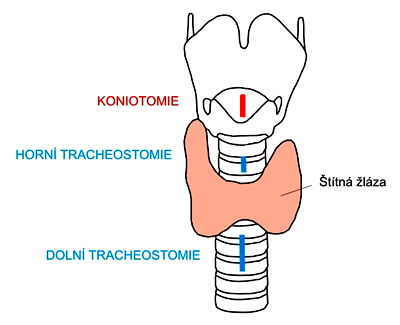 KONIOTOMIE
HORNÍ TRACHEOSTOMIE
Štítná žláza
DOLNÍ TRACHEOSTOMIE